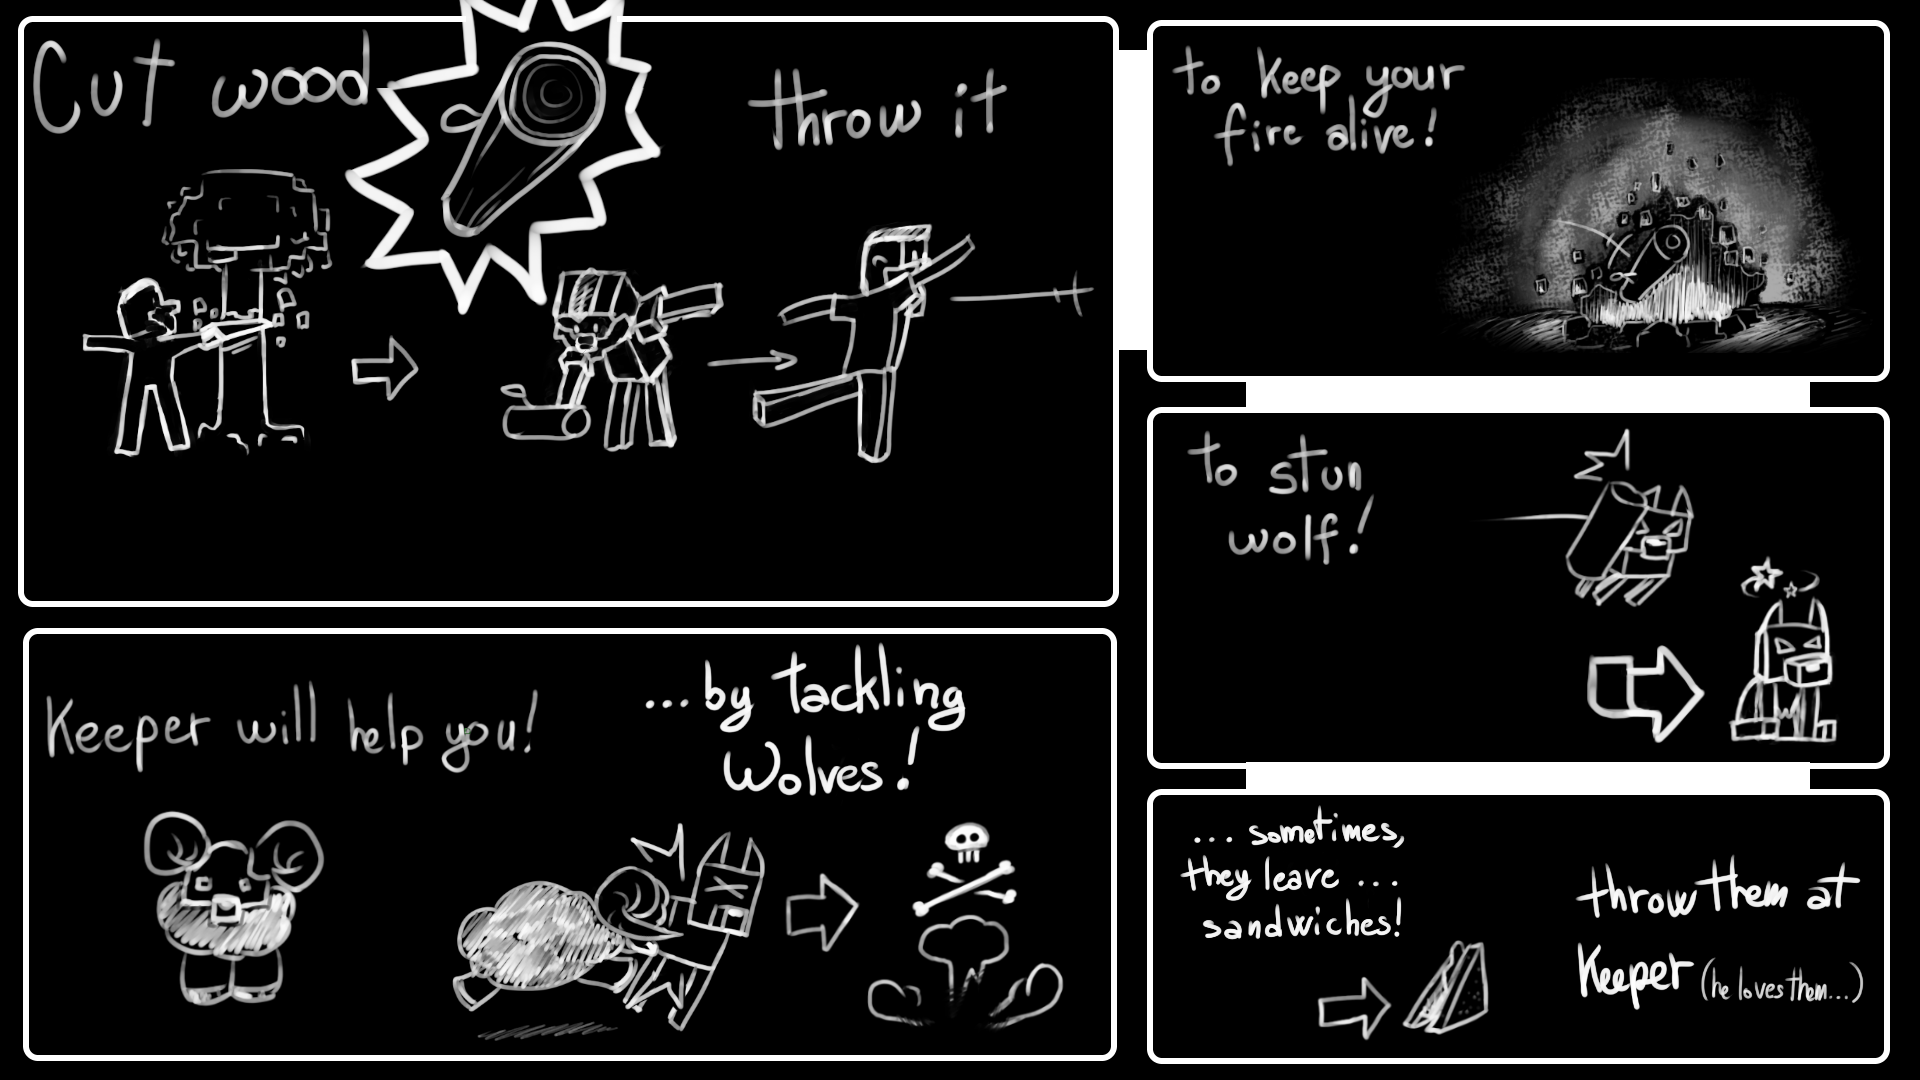 Cut wood
throw it
to keep your
fire alive!
to stun
wolf!
Keeper will help you!
...by tackling
Wolves!
... sometimes,
they leave ...
sandwiches!
throw them at
Keeper (he loves them...)